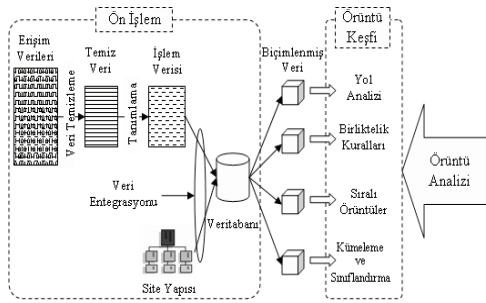 Ön İşlem
Örüntü
Keşfi
Erişim
Verileri
Temiz
Veri
İşlem
Verisi
Biçimlenmiş
Veri
Veri Temizleme
Tanımlama
Yol
Analizi
Birliktelik
Kuralları
Sıralı
Örüntüler
Kümeleme
ve
Sınıflandırma
Örüntü
Analizi
Veri
Entegrasyonu
Veritabanı
Site Yapısı